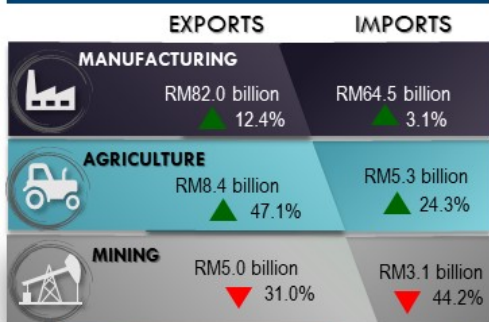 EXPORTS IMPORTS
MANUFACTURING
RM82.0 billion RM64.5 billion
12.4% 3.1%
AGRICULTURE
RM8.4 billion RM5.3 billion
47.1% 24.3%
MINING
RM5.0 billion RM3.1 billion
31.0% 44.2%